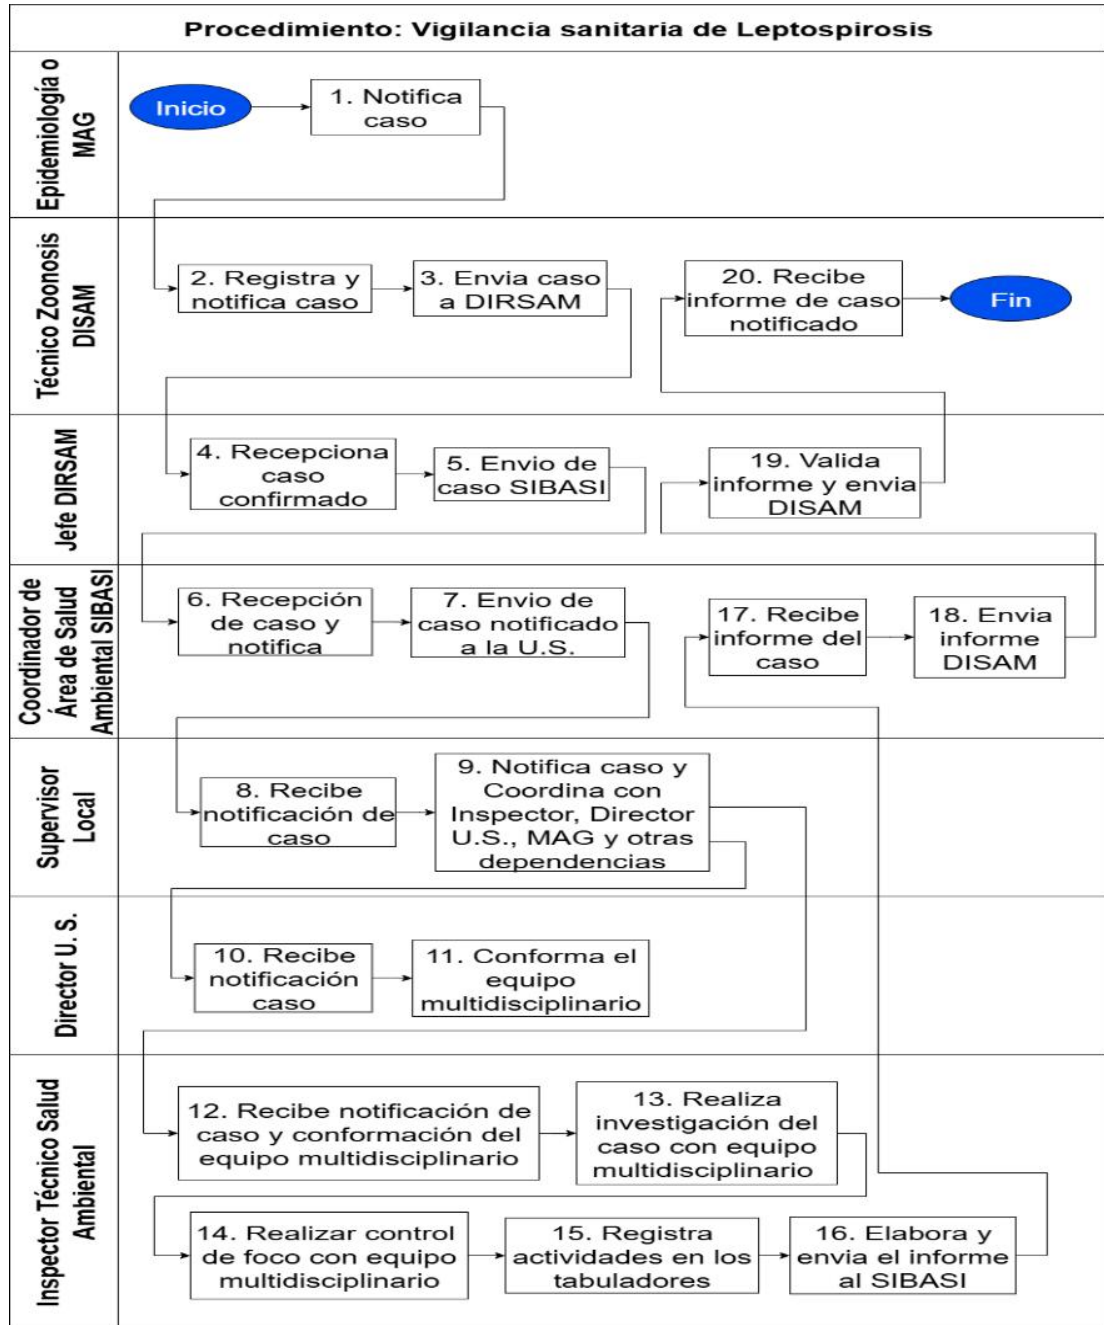 Procedimiento: Vigilancia sanitaria de Leptospirosis
Epidemiología o
MAG
Inicio
1. Notifica
caso
Técnico Zoonosis
DISAM
2. Registra y
notifica caso
3. Envia caso
a DIRSAM
20. Recibe
informe de caso
notificado
Fin
Jefe DIRSAM
4. Recepciona
caso
confirmado
5. Envio de
caso SIBASI
19. Valida
informe y envia
DISAM
Coordinador de
Área de Salud
Ambiental SIBASI
6. Recepción
de caso y
notifica
7. Envio de
caso notificado
a la U.S.
17. Recibe
informe del
caso
18. Envia
informe
DISAM
Supervisor
Local
8. Recibe
notificación de
caso
9. Notifica caso y
Coordina con
Inspector, Director
U.S., MAG y otras
dependencias
Director U. S.
10. Recibe
notificación
caso
11. Conforma el
equipo
multidisciplinario
Inspector Técnico Salud
Ambiental
12. Recibe notificación de
caso y conformación del
equipo multidisciplinario
13. Realiza
investigación del
caso con equipo
multidisciplinario
14. Realizar control
de foco con equipo
multidisciplinario
15. Registra
actividades en los
tabuladores
16. Elabora y
envia el informe
al SIBASI